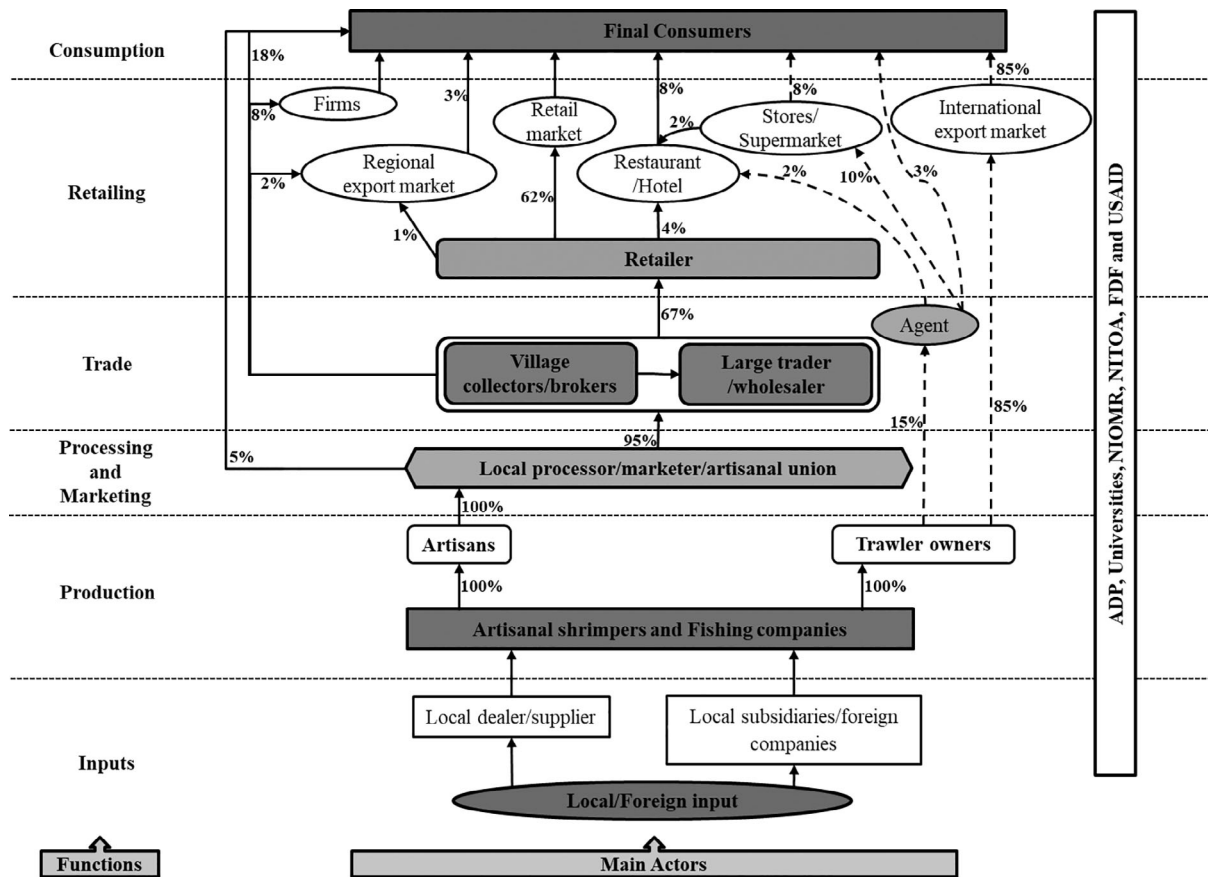 Final Consumers
Consumption
18%
85%
Firms
3%
8%
8%
8%
Retail
market
Stores/
Supermarket
International
export market
2%
Regional
export market
Restaurant
/Hotel
2%
Retailing
62%
2%
10%
3%
1%
4%
Retailer
67%
Agent
Trade
Village
collectors/brokers
Large trader
/wholesaler
15%
85%
95%
Processing
and
Marketing
5%
Local processor/marketer/artisanal union
100%
Artisans
Trawler owners
Production
100%
100%
Artisanal shrimpers and Fishing companies
Local dealer/supplier
Local subsidiaries/foreign
companies
Inputs
Local/Foreign input
Functions
Main Actors
ADP, Universities, NIOMR, NITOA, FDF and USAID